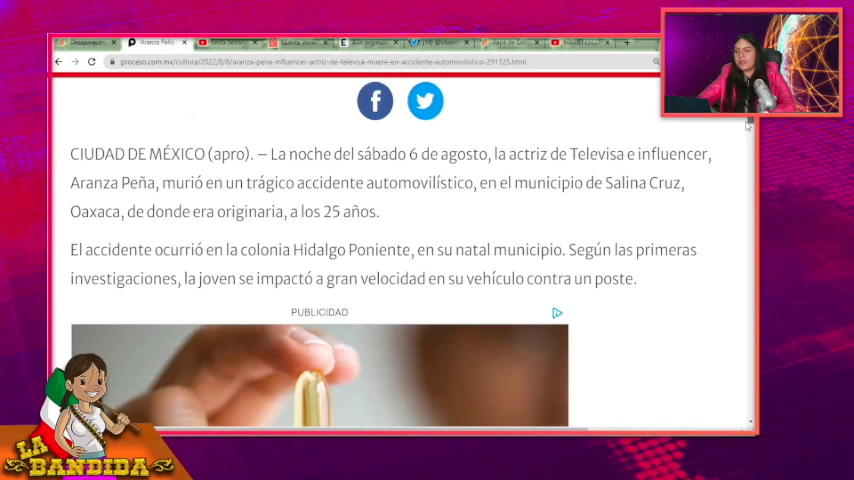 Desaparecen
Aranza Peña
proceso.com.mx/cultura/2022/8/8/aranza-pena-influencer-actriz-de-televisa-muere-en-accidente-automovilistico-291125.html
CIUDAD DE MÉXICO (apro). – La noche del sábado 6 de agosto, la actriz de Televisa e influencer,
Aranza Peña, murió en un trágico accidente automovilístico, en el municipio de Salina Cruz,
Oaxaca, de donde era originaria, a los 25 años.
El accidente ocurrió en la colonia Hidalgo Poniente, en su natal municipio. Según las primeras
investigaciones, la joven se impactó a gran velocidad en su vehículo contra un poste.
PUBLICIDAD
LA
BANDIDA